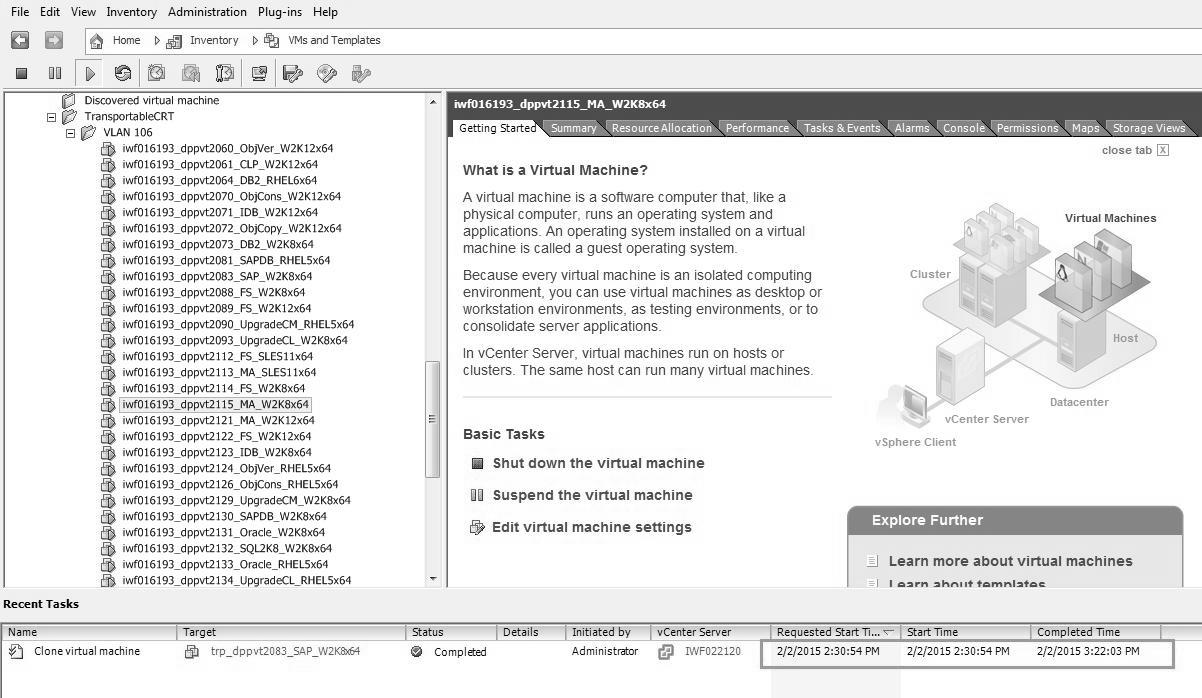 File Edit View Inventory Administration Plug-ins Help
Home Inventory VMs and Templates
Discovered virtual machine
TransportableCRT
VLAN 106
iwf016193_dppvt2060_ObjVer_W2K12x64
iwf016193_dppvt2061_CLP_W2K12x64
iwf016193_dppvt2064_DB2_RHEL6x64
iwf016193_dppvt2070_ObjCons_W2K12x64
iwf016193_dppvt2071_IDB_W2K12x64
iwf016193_dppvt2072_ObjCopy_W2K12x64
iwf016193_dppvt2073_DB2_W2K8x64
iwf016193_dppvt2081_SAPDB_RHEL5x64
iwf016193_dppvt2083_SAP_W2K8x64
iwf016193_dppvt2088_FS_W2K8x64
iwf016193_dppvt2089_FS_W2K12x64
iwf016193_dppvt2090_UpgradeCM_RHEL5x64
iwf016193_dppvt2093_UpgradeCL_W2K8x64
iwf016193_dppvt2112_FS_SLES11x64
iwf016193_dppvt2113_MA_SLES11x64
iwf016193_dppvt2114_FS_W2K8x64
iwf016193_dppvt2115_MA_W2K8x64
iwf016193_dppvt2121_MA_W2K12x64
iwf016193_dppvt2122_FS_W2K12x64
iwf016193_dppvt2123_IDB_W2K8x64
iwf016193_dppvt2124_ObjVer_RHEL5x64
iwf016193_dppvt2126_ObjCons_RHEL5x64
iwf016193_dppvt2129_UpgradeCM_W2K8x64
iwf016193_dppvt2130_SAPDB_W2K8x64
iwf016193_dppvt2131_Oracle_W2K8x64
iwf016193_dppvt2132_SQL2K8_W2K8x64
iwf016193_dppvt2133_Oracle_RHEL5x64
iwf016193_dppvt2134_UpgradeCL_RHEL5x64
iwf016193_dppvt2115_MA_W2K8x64
Getting Started Summary Resource Allocation Performance Tasks & Events Alarms Console Permissions Maps Storage Views
close tab X
What is a Virtual Machine?
A virtual machine is a software computer that, like a
physical computer, runs an operating system and
applications. An operating system installed on a virtual
machine is called a guest operating system.
Because every virtual machine is an isolated computing
environment, you can use virtual machines as desktop or
workstation environments, as testing environments, or to
consolidate server applications.
In vCenter Server, virtual machines run on hosts or
clusters. The same host can run many virtual machines.
Virtual Machines
Cluster
Host
Datacenter
vCenter Server
vSphere Client
Basic Tasks
Shut down the virtual machine
Suspend the virtual machine
Edit virtual machine settings
Explore Further
Learn more about virtual machines
Learn about templates
Recent Tasks
Name Target Status Details Initiated by vCenter Server Requested Start Ti... Start Time Completed Time
Clone virtual machine trp_dppvt2083_SAP_W2K8x64 Completed Administrator IWF022120 2/2/2015 2:30:54 PM 2/2/2015 2:30:54 PM 2/2/2015 3:22:03 PM